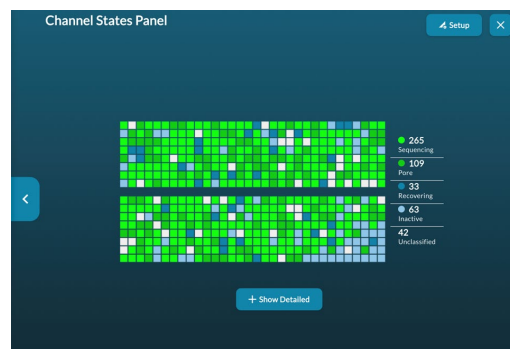 Channel States Panel
Setup
265
Sequencing
109
Pore
33
Recovering
63
Inactive
42
Unclassified
+ Show Detailed